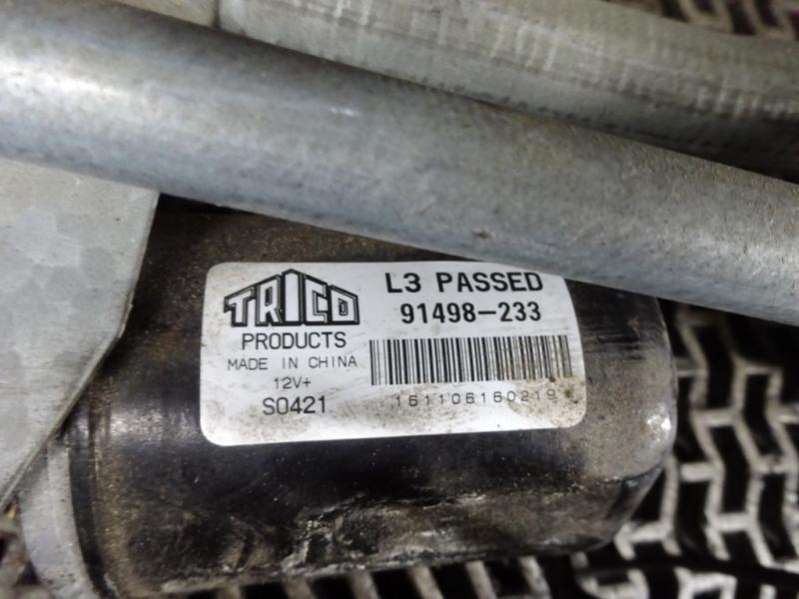 TRICO
PRODUCTS
MADE IN CHINA
12V+
S0421
L3 PASSED
91498-233